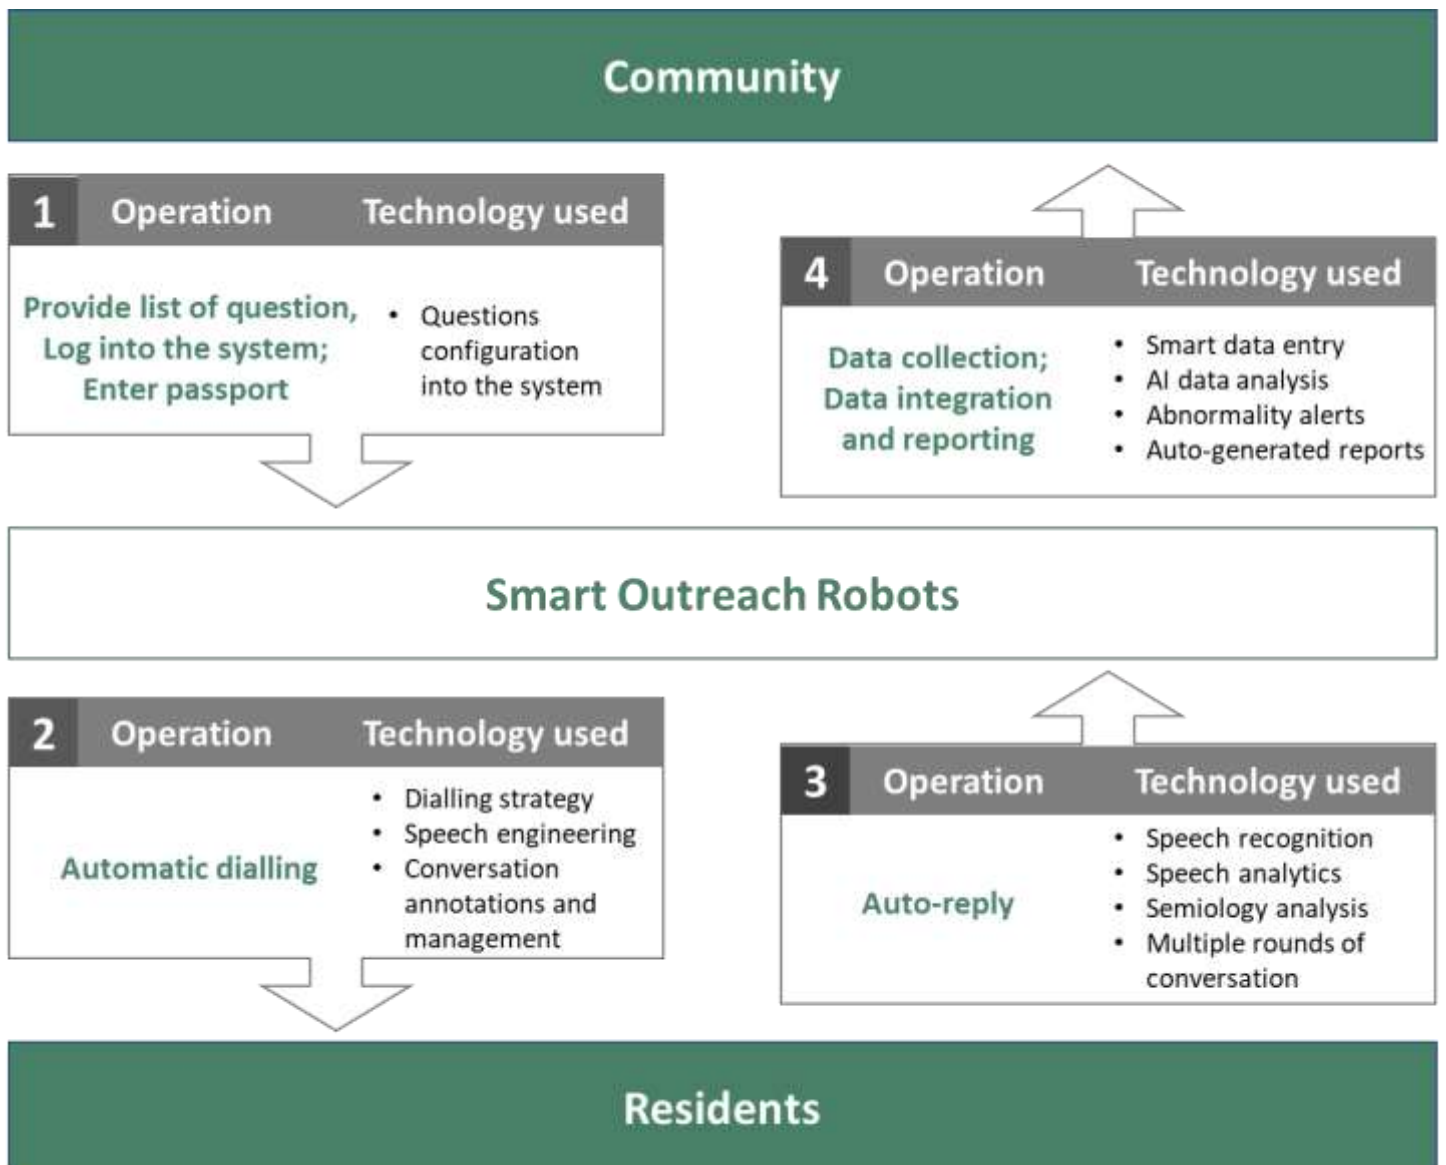 Community
1 Operation Technology used
Provide list of question,
Log into the system;
Enter passport
• Questions
configuration
into the system
4 Operation Technology used
Data collection;
Data integration
and reporting
• Smart data entry
• AI data analysis
• Abnormality alerts
• Auto-generated reports
Smart Outreach Robots
2 Operation Technology used
Automatic dialling
• Dialling strategy
• Speech engineering
• Conversation
annotations and
management
3 Operation Technology used
Auto-reply
• Speech recognition
• Speech analytics
• Semiology analysis
• Multiple rounds of
conversation
Residents